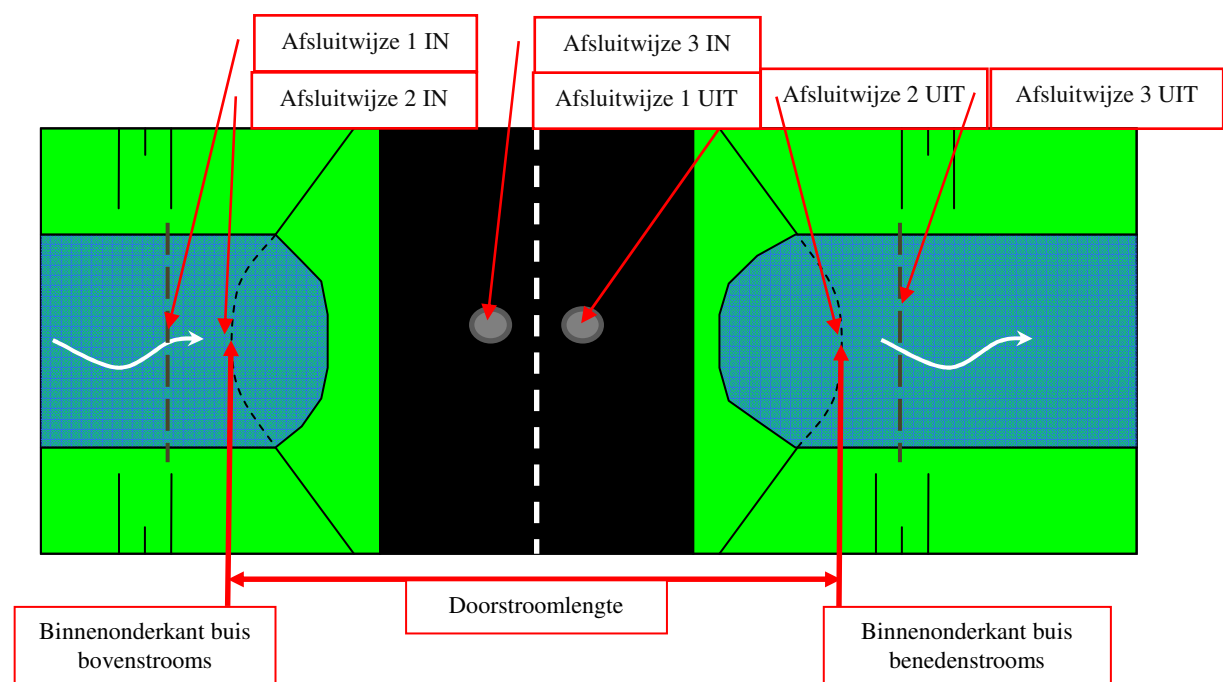 Afsluitwijze 1 IN
Afsluitwijze 3 IN
Afsluitwijze 2 IN
Afsluitwijze 1 UIT
Afsluitwijze 2 UIT
Afsluitwijze 3 UIT
Doorstroomlengte
Binnenonderkant buis
bovenstrooms
Binnenonderkant buis
benedenstrooms